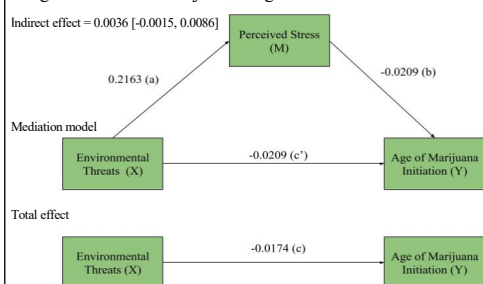 Indirect effect = 0.0036 [-0.0015, 0.0086]
Perceived Stress
(M)
0.2163 (a)
-0.0209 (b)
Mediation model
Environmental
Threats (X)
-0.0209 (c’)
Age of Marijuana
Initiation (Y)
Total effect
Environmental
Threats (X)
-0.0174 (c)
Age of Marijuana
Initiation (Y)